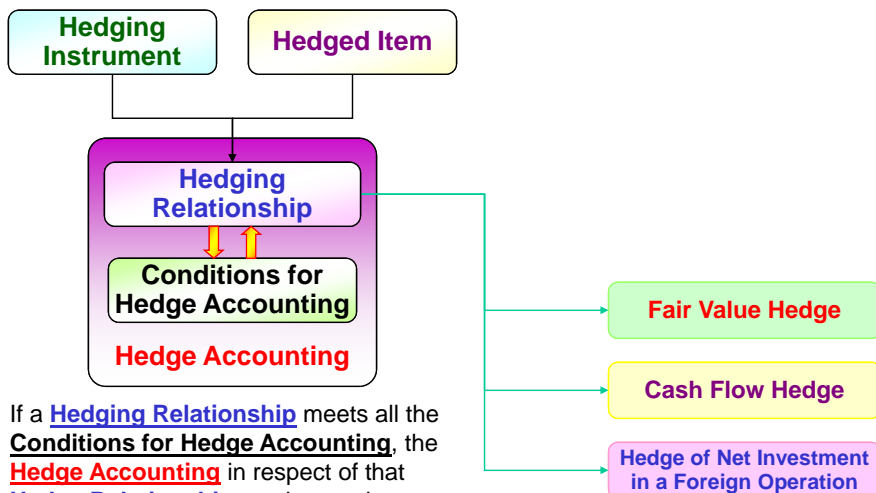 Hedging
Instrument
Hedged Item
Hedging
Relationship
Conditions for
Hedge Accounting
Hedge Accounting
Fair Value Hedge
Cash Flow Hedge
Hedge of Net Investment
in a Foreign Operation
If a Hedging Relationship meets all the
Conditions for Hedge Accounting, the
Hedge Accounting in respect of that